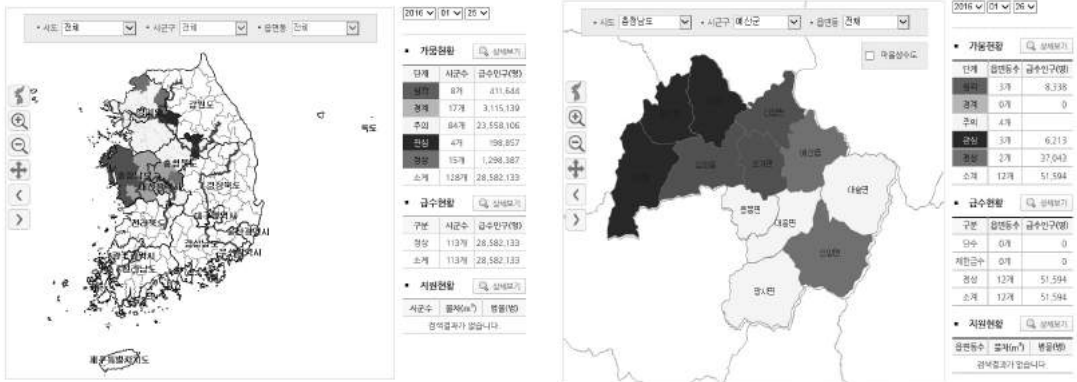 • 시도 전체 • 시군구 전체 • 읍면동 전체
강원도
독도
충청북도
경상북도
전라북도
경상남도
2016 01 25
▪ 가뭄현황 상세보기
단계 시군수 급수인구(명)
심각 8개 411,644
경계 17개 3,115,139
주의 84개 23,558,106
관심 4개 198,857
정상 15개 1,298,387
소계 128개 28,582,133
▪ 급수현황 상세보기
구분 시군수 급수인구(명)
정상 113개 28,582,133
소계 113개 28,582,133
▪ 지원현황 상세보기
시군수 물차(m³) 병물(병)
검색결과가 없습니다.
• 시도 충청남도 • 시군구 예산군 • 읍면동 전체
마을상수도
예산읍
대술면
응봉면
대흥면
신양면
광시면
2016 01 26
▪ 가뭄현황 상세보기
단계 읍면동수 급수인구(명)
심각 3개 8,338
경계 0개 0
주의 4개
관심 3개 6,213
정상 2개 37,043
소계 12개 51,594
▪ 급수현황 상세보기
구분 읍면동수 급수인구(명)
단수 0개 0
제한급수 0개 0
정상 12개 51,594
소계 12개 51,594
▪ 지원현황 상세보기
읍면동수 물차(m³) 병물(병)
검색결과가 없습니다.